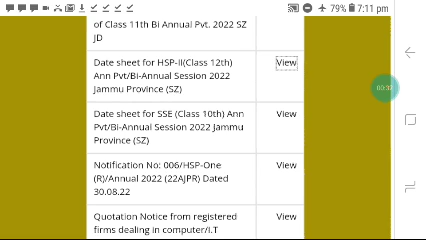 79% 7:11 pm
of Class 11th Bi Annual Pvt. 2022 SZ
JD
Date sheet for HSP-II(Class 12th) View
Ann Pvt/Bi-Annual Session 2022
Jammu Province (SZ)
00:32
Date sheet for SSE (Class 10th) Ann View
Pvt/Bi-Annual Session 2022 Jammu
Province (SZ)
Notification No: 006/HSP-One View
(R)/Annual 2022 (22AJPR) Dated
30.08.22
Quotation Notice from registered View
firms dealing in computer/I.T